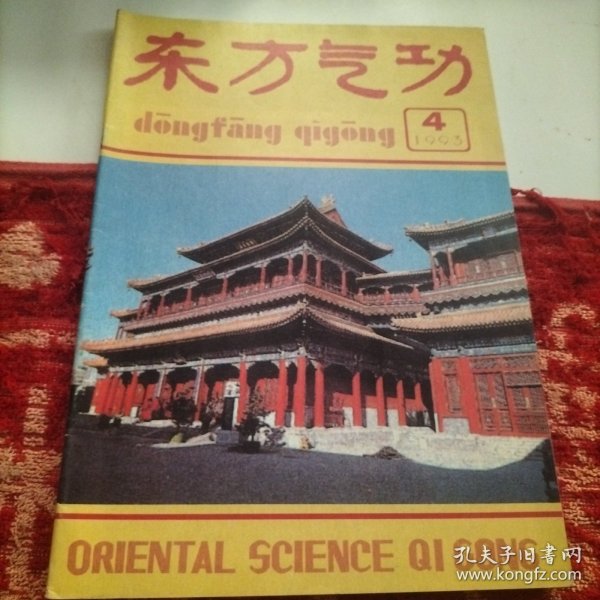 东方气功
dōngfāng qìgōng
4
1993
ORIENTAL SCIENCE QI GONG
孔夫子旧书网
www.kongfz.com